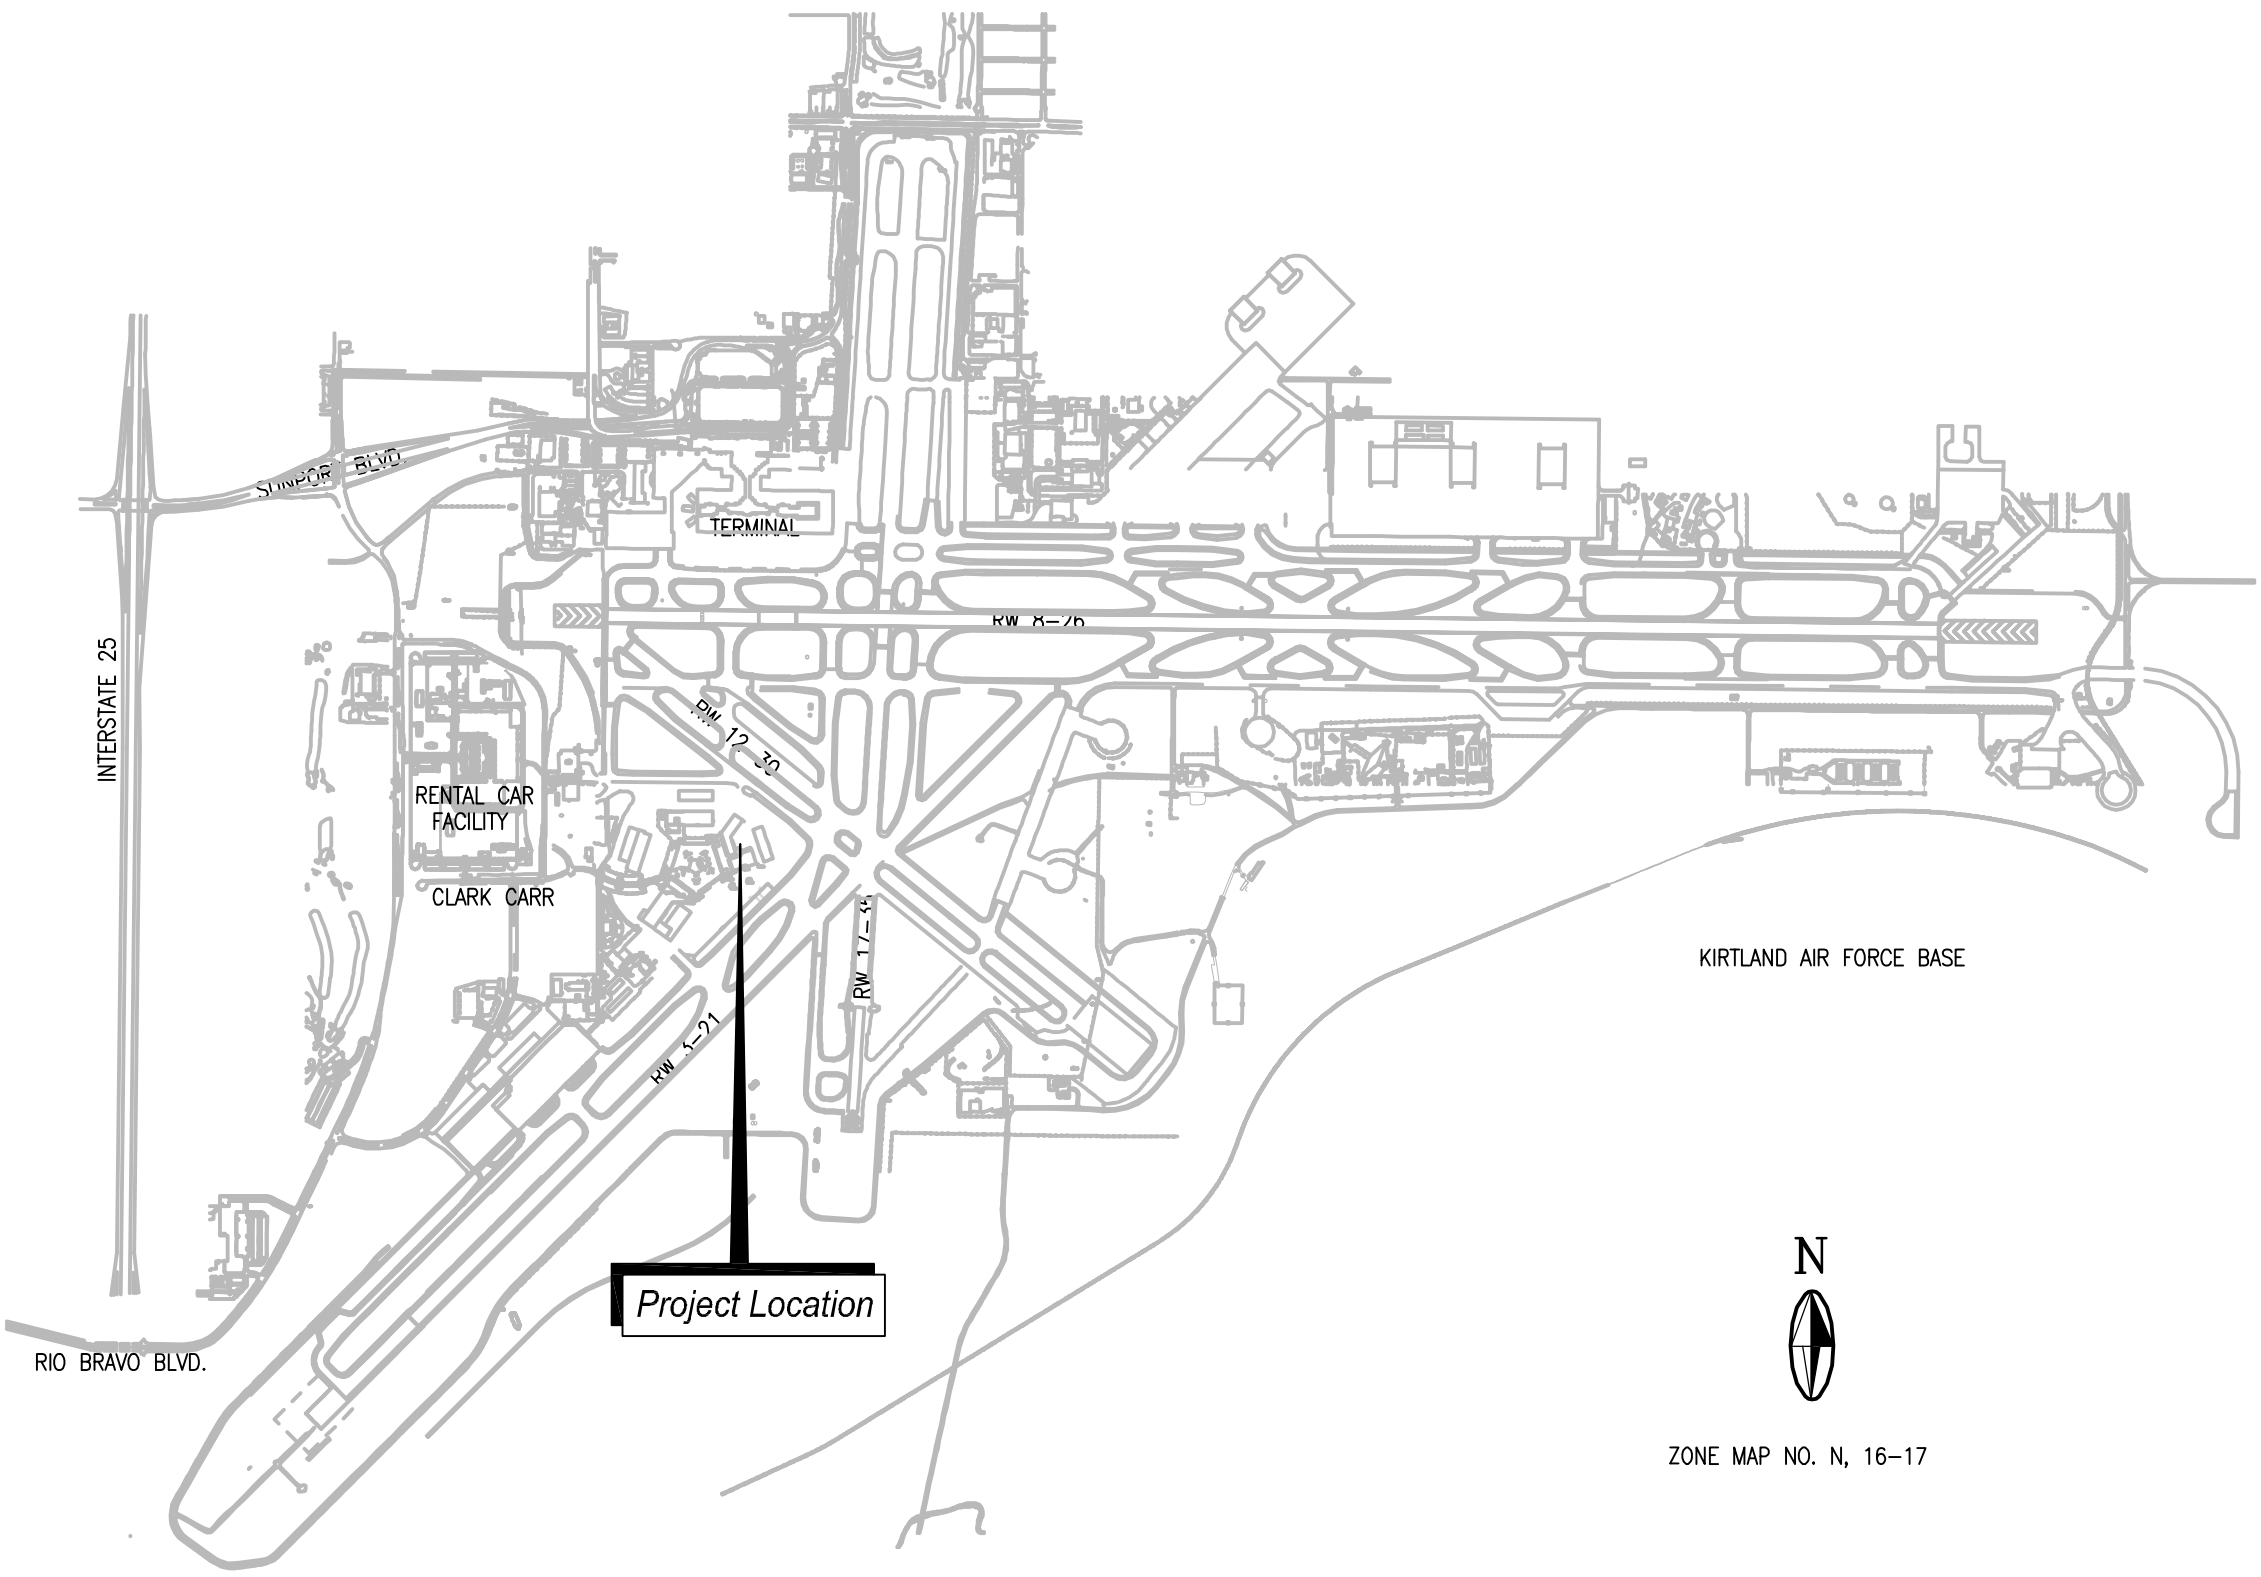 SUNPORT BLVD.
TERMINAL
RW 8-26
INTERSTATE 25
RW 12-30
RENTAL CAR
FACILITY
CLARK CARR
RW 17-35
KIRTLAND AIR FORCE BASE
RW 3-21
N
Project Location
RIO BRAVO BLVD.
ZONE MAP NO. N, 16-17